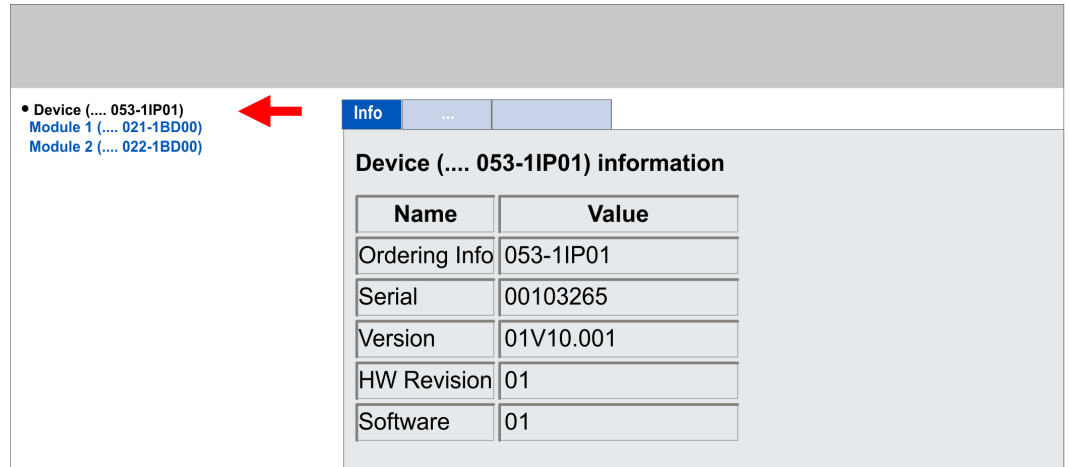 • Device (.... 053-1IP01)
Module 1 (.... 021-1BD00)
Module 2 (.... 022-1BD00)
Info ...
Device (.... 053-1IP01) information
Name Value
Ordering Info 053-1IP01
Serial 00103265
Version 01V10.001
HW Revision 01
Software 01